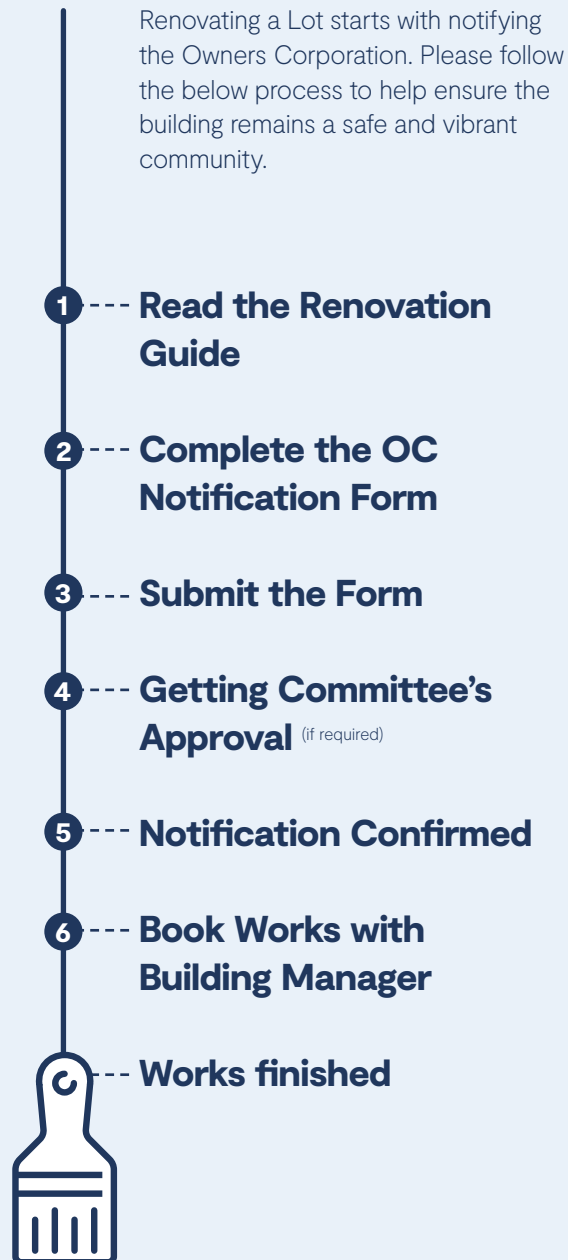 Renovating a Lot starts with notifying
the Owners Corporation. Please follow
the below process to help ensure the
building remains a safe and vibrant
community.
1 Read the Renovation
Guide
2 Complete the OC
Notification Form
3 Submit the Form
4 Getting Committee’s
Approval (if required)
5 Notification Confirmed
6 Book Works with
Building Manager
Works finished